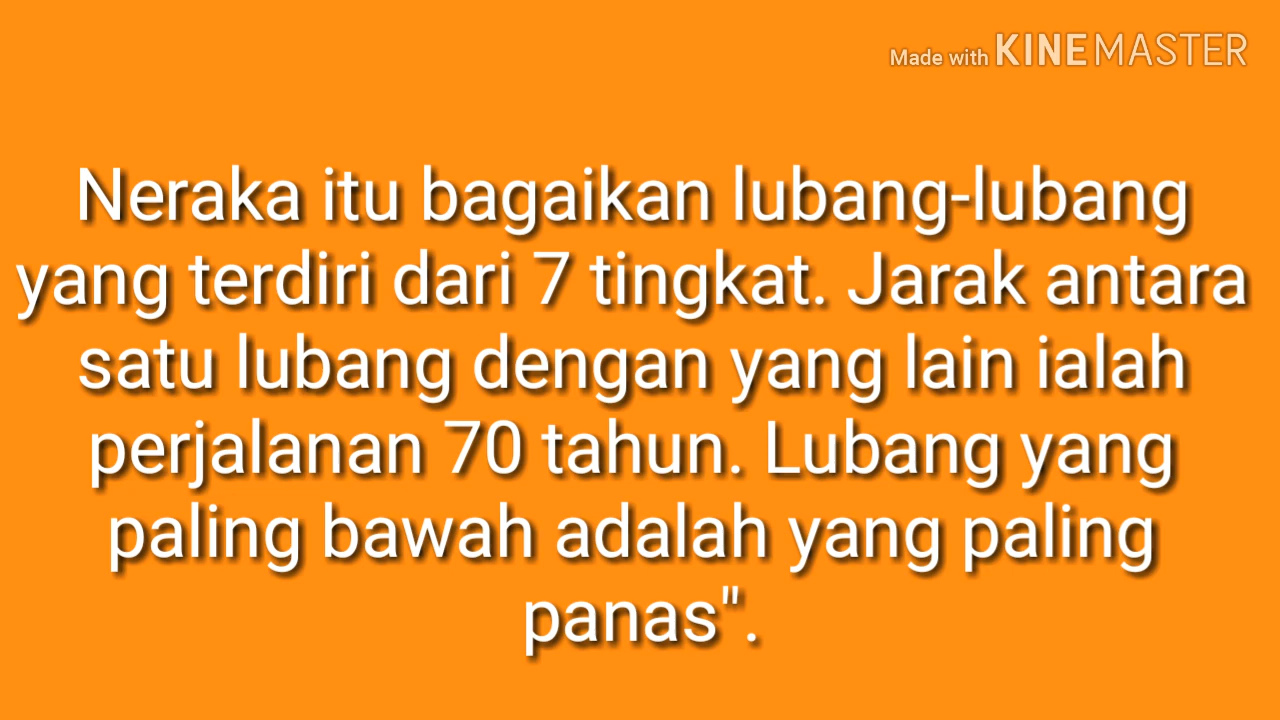 Made with KINEMASTER
Neraka itu bagaikan lubang-lubang
yang terdiri dari 7 tingkat. Jarak antara
satu lubang dengan yang lain ialah
perjalanan 70 tahun. Lubang yang
paling bawah adalah yang paling
panas".